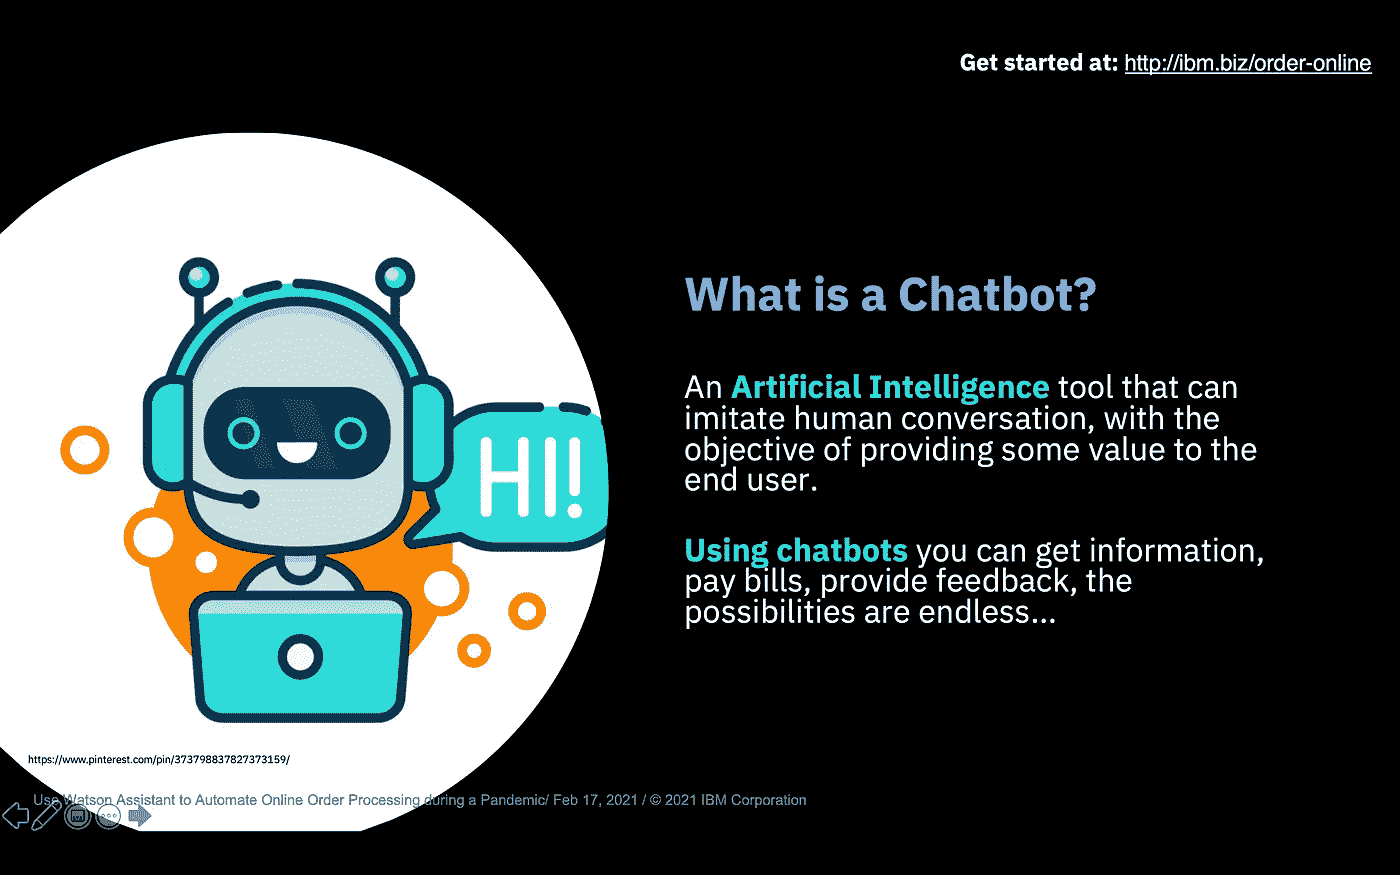 Get started at: http://ibm.biz/order-online
What is a Chatbot?
An Artificial Intelligence tool that can
imitate human conversation, with the
objective of providing some value to the
end user.
Using chatbots you can get information,
pay bills, provide feedback, the
possibilities are endless...
HI!
https://www.pinterest.com/pin/373798837827373159/
Use Watson Assistant to Automate Online Order Processing during a Pandemic/ Feb 17, 2021 / © 2021 IBM Corporation